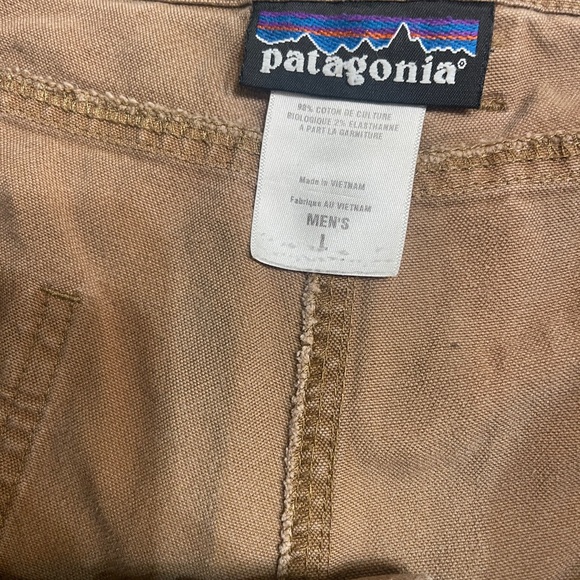 patagonia®
98% COTON DE CULTURE
BIOLOGIQUE 2% ELASTHANNE
A PART LA GARNITURE
Made in VIETNAM
Fabriqué AU VIETNAM
MEN'S
L